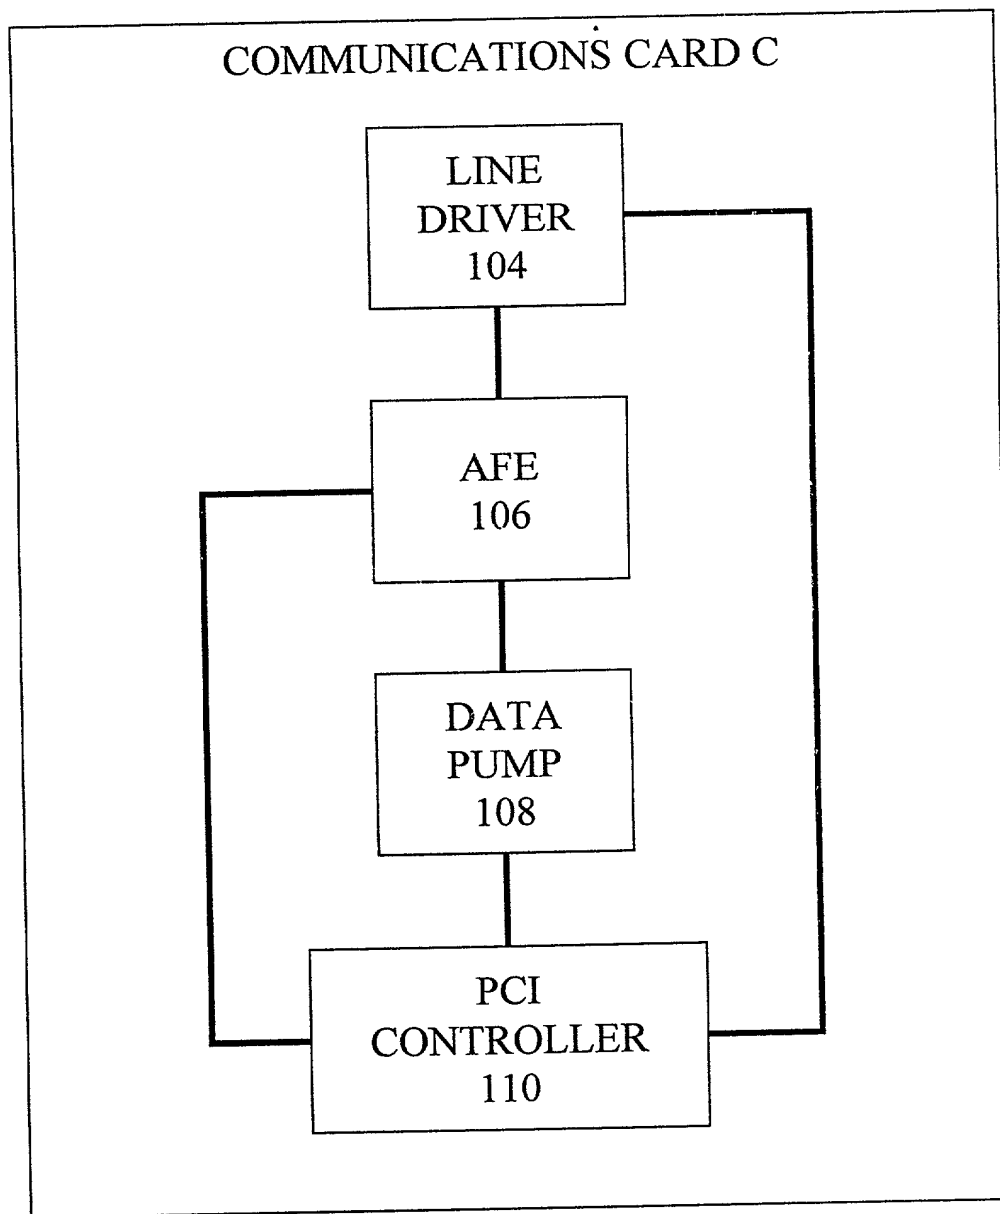 COMMUNICATIONS CARD C
LINE
DRIVER
104
AFE
106
DATA
PUMP
108
PCI
CONTROLLER
110